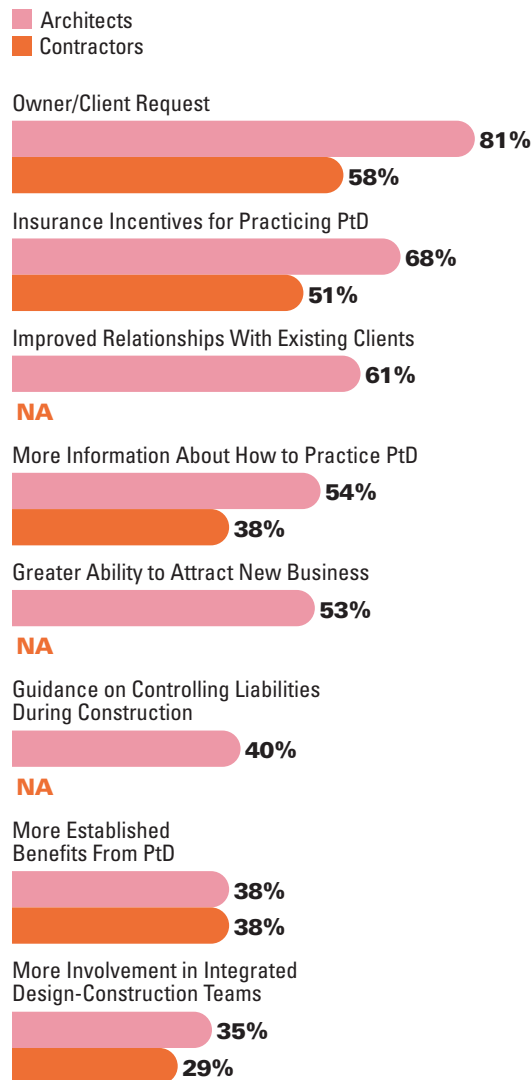 Architects
Contractors
Owner/Client Request
81%
58%
Insurance Incentives for Practicing PtD
68%
51%
Improved Relationships With Existing Clients
61%
NA
More Information About How to Practice PtD
54%
38%
Greater Ability to Attract New Business
53%
NA
Guidance on Controlling Liabilities
During Construction
40%
NA
More Established
Benefits From PtD
38%
38%
More Involvement in Integrated
Design-Construction Teams
35%
29%